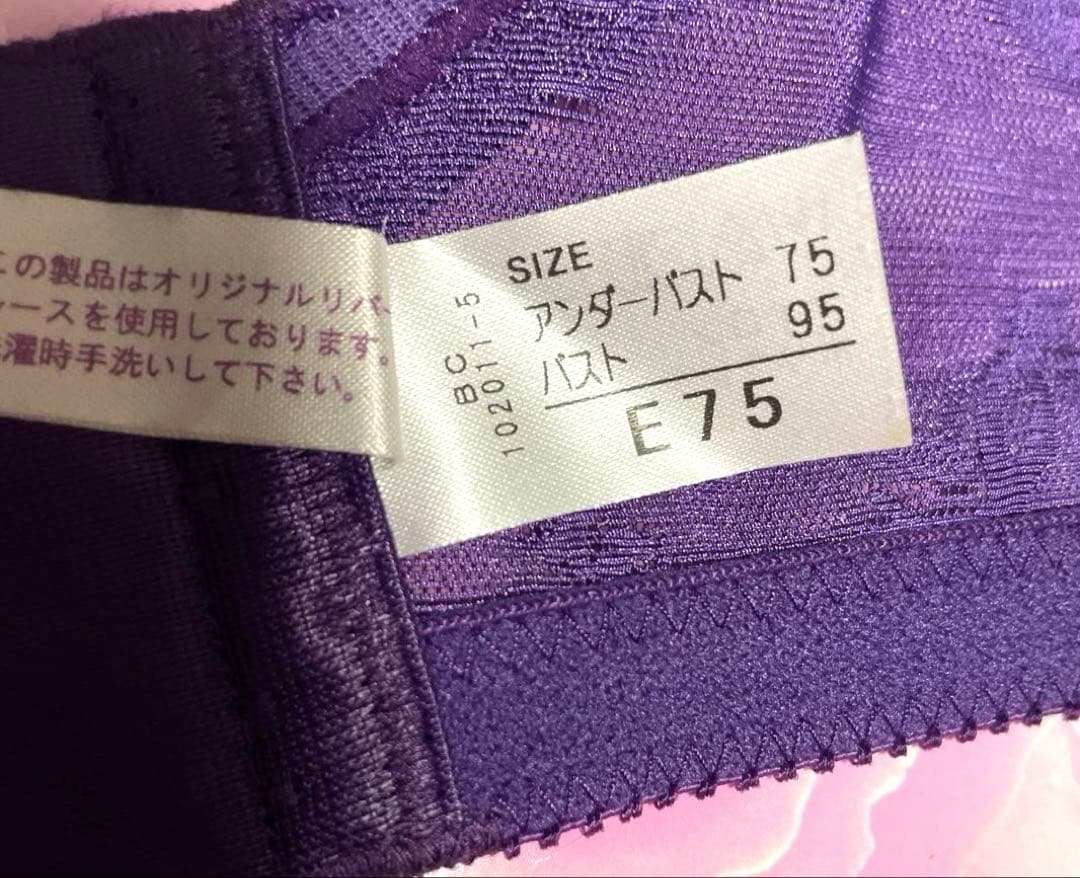 この製品はオリジナルリバ
レースを使用しております。
洗濯時手洗いして下さい。
BC
102011-5
SIZE
アンダーバスト 75
バスト 95
E75